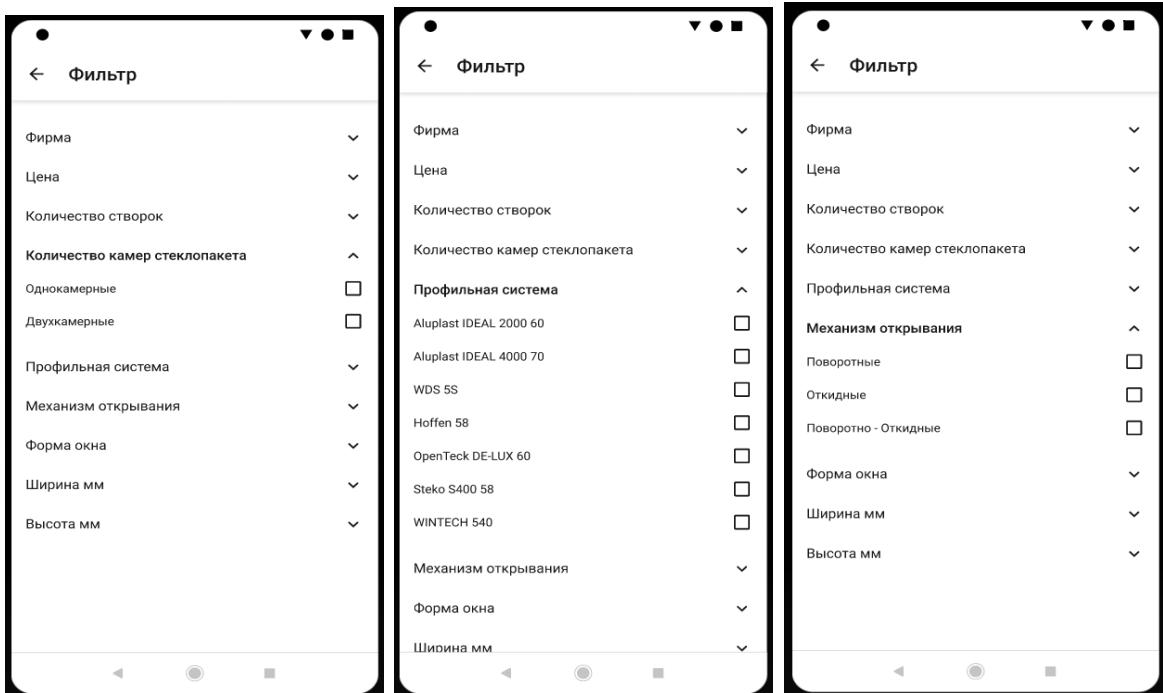 Фильтр
Фирма
Цена
Количество створок
Количество камер стеклопакета
Однокамерные
Двухкамерные
Профильная система
Механизм открывания
Форма окна
Ширина мм
Высота мм
Фильтр
Фирма
Цена
Количество створок
Количество камер стеклопакета
Профильная система
Aluplast IDEAL 2000 60
Aluplast IDEAL 4000 70
WDS 5S
Hoffen 58
OpenTeck DE-LUX 60
Steko S400 58
WINTECH 540
Механизм открывания
Форма окна
Ширина мм
Фильтр
Фирма
Цена
Количество створок
Количество камер стеклопакета
Профильная система
Механизм открывания
Поворотные
Откидные
Поворотно - Откидные
Форма окна
Ширина мм
Высота мм